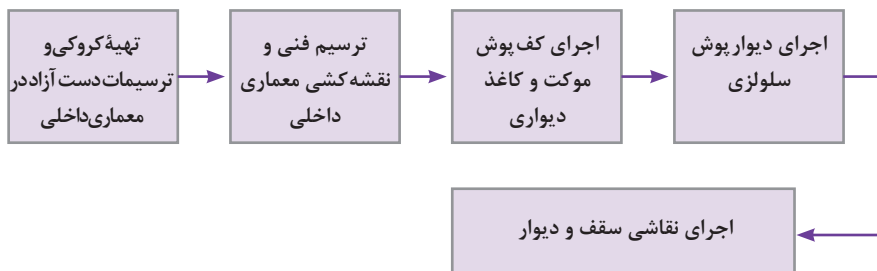 تهیهٔ کروکی و
ترسیمات دست آزاد در
معماری داخلی
ترسیم فنی و
نقشه کشی معماری
داخلی
اجرای کف پوش
موکت و کاغذ
دیواری
اجرای دیوار پوش
سلولزی
اجرای نقاشی سقف و دیوار